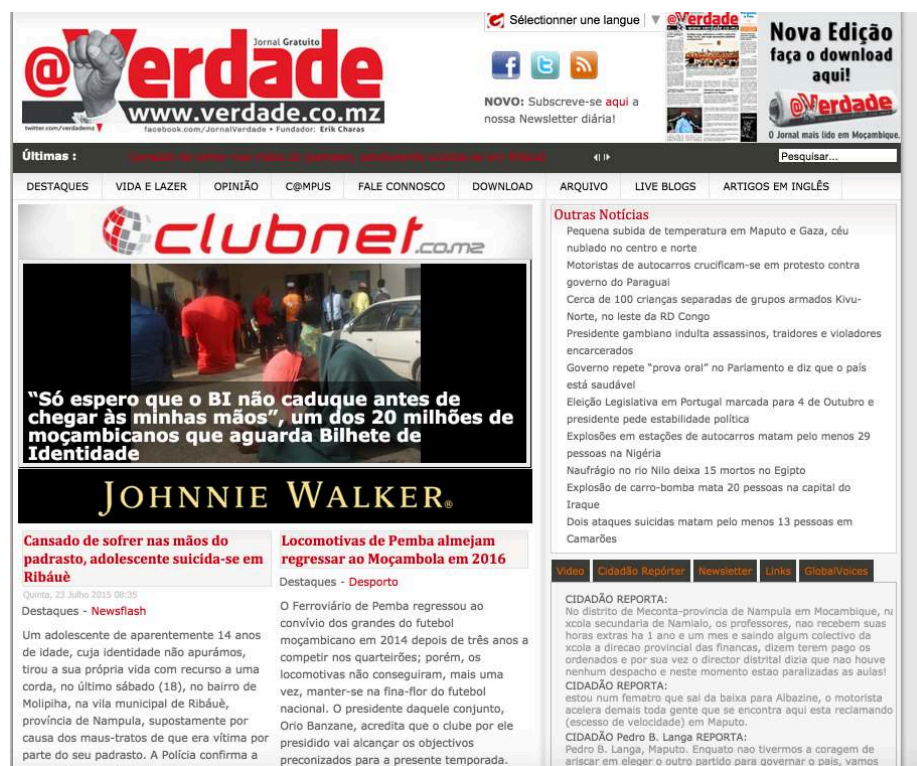 Sélectionner une langue
Jornal Gratuito
@Verdade
www.verdade.co.mz
twitter.com/verdademz
facebook.com/JornalVerdade • Fundador: Erik Charas
NOVO: Subscreve-se aqui a
nossa Newsletter diária!
@Verdade
Nova Edição
faça o download
aqui!
@Verdade
O Jornal mais lido em Moçambique.
Últimas :
Cansado de sofrer nas mãos do padrasto, adolescente suicida-se em Ribáuè
Pesquisar...
DESTAQUES VIDA E LAZER OPINIÃO C@MPUS FALE CONNOSCO DOWNLOAD ARQUIVO LIVE BLOGS ARTIGOS EM INGLÊS
clubnet.co.mz
“Só espero que o BI não caduque antes de
chegar às minhas mãos”, um dos 20 milhões de
moçambicanos que aguarda Bilhete de
Identidade
JOHNNIE WALKER®
Cansado de sofrer nas mãos do
padrasto, adolescente suicida-se em
Ribáuè
Quinta, 23 Julho 2015 08:35
Destaques - Newsflash
Um adolescente de aparentemente 14 anos
de idade, cuja identidade não apurámos,
tirou a sua própria vida com recurso a uma
corda, no último sábado (18), no bairro de
Molipiha, na vila municipal de Ribáuè,
província de Nampula, supostamente por
causa dos maus-tratos de que era vítima por
parte do seu padrasto. A Polícia confirma a
Locomotivas de Pemba almejam
regressar ao Moçambola em 2016
Destaques - Desporto
O Ferroviário de Pemba regressou ao
convívio dos grandes do futebol
moçambicano em 2014 depois de três anos a
competir nos quarteirões; porém, os
locomotivas não conseguiram, mais uma
vez, manter-se na fina-flor do futebol
nacional. O presidente daquele conjunto,
Orio Banzane, acredita que o clube por ele
presidido vai alcançar os objectivos
preconizados para a presente temporada.
Outras Notícias
Pequena subida de temperatura em Maputo e Gaza, céu
nublado no centro e norte
Motoristas de autocarros crucificam-se em protesto contra
governo do Paraguai
Cerca de 100 crianças separadas de grupos armados Kivu-
Norte, no leste da RD Congo
Presidente gambiano indulta assassinos, traidores e violadores
encarcerados
Governo repete “prova oral” no Parlamento e diz que o país
está saudável
Eleição Legislativa em Portugal marcada para 4 de Outubro e
presidente pede estabilidade política
Explosões em estações de autocarros matam pelo menos 29
pessoas na Nigéria
Naufrágio no rio Nilo deixa 15 mortos no Egipto
Explosão de carro-bomba mata 20 pessoas na capital do
Iraque
Dois ataques suicidas matam pelo menos 13 pessoas em
Camarões
Video Cidadão Repórter Newsletter Links GlobalVoices
CIDADÃO REPORTA:
No distrito de Meconta-provincia de Nampula em Mocambique, na
xcola secundaria de Namialo, os professores, nao recebem suas
horas extras ha 1 ano e um mes e saindo algum colectivo da
xcola a direcao provincial das financas, dizem terem pago os
ordenados e por sua vez o director distrital dizia que nao houve
nenhum despacho e neste momento estao paralizadas as aulas!
CIDADÃO REPORTA:
estou num fematro que sal da baixa para Albazine, o motorista
acelera demais toda gente que se encontra aqui esta reclamando
(escesso de velocidade) em Maputo.
CIDADÃO Pedro B. Langa REPORTA:
Pedro B. Langa, Maputo. Enquato nao tivermos a coragem de
ariscar em eleger o outro partido para governar o pais, vamos